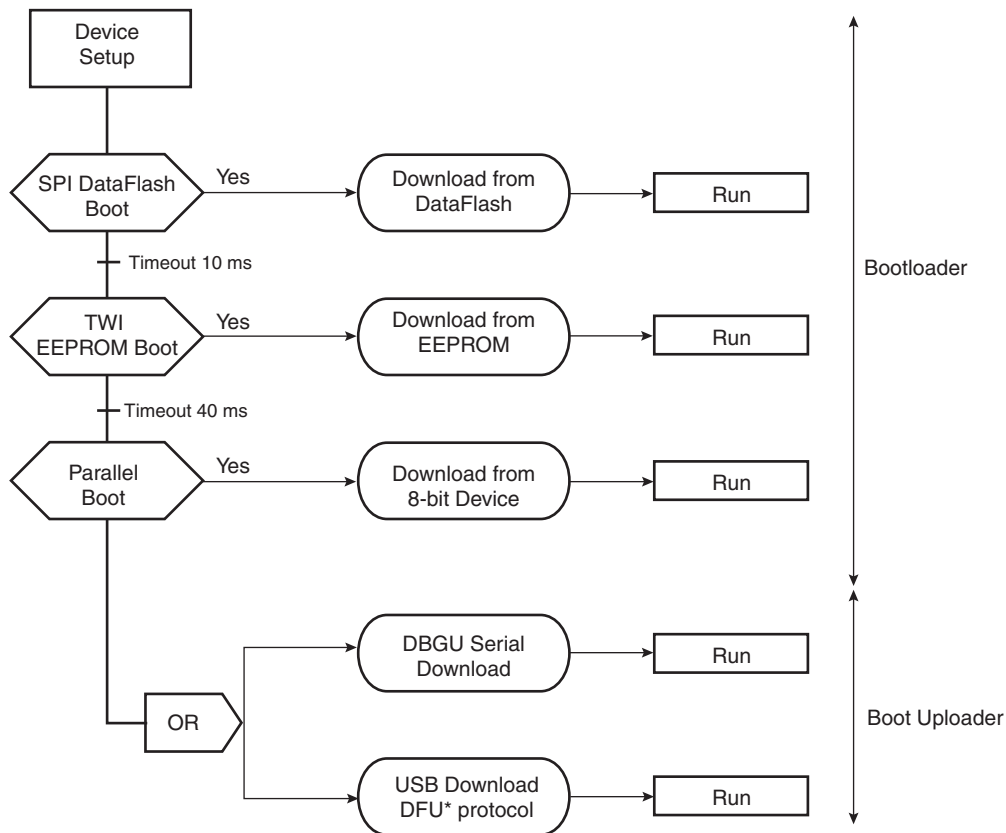 Device
Setup
SPI DataFlash
Boot
Yes
Download from
DataFlash
Run
Timeout 10 ms
Bootloader
TWI
EEPROM Boot
Yes
Download from
EEPROM
Run
Timeout 40 ms
Parallel
Boot
Yes
Download from
8-bit Device
Run
DBGU Serial
Download
Run
OR
Boot Uploader
USB Download
DFU* protocol
Run